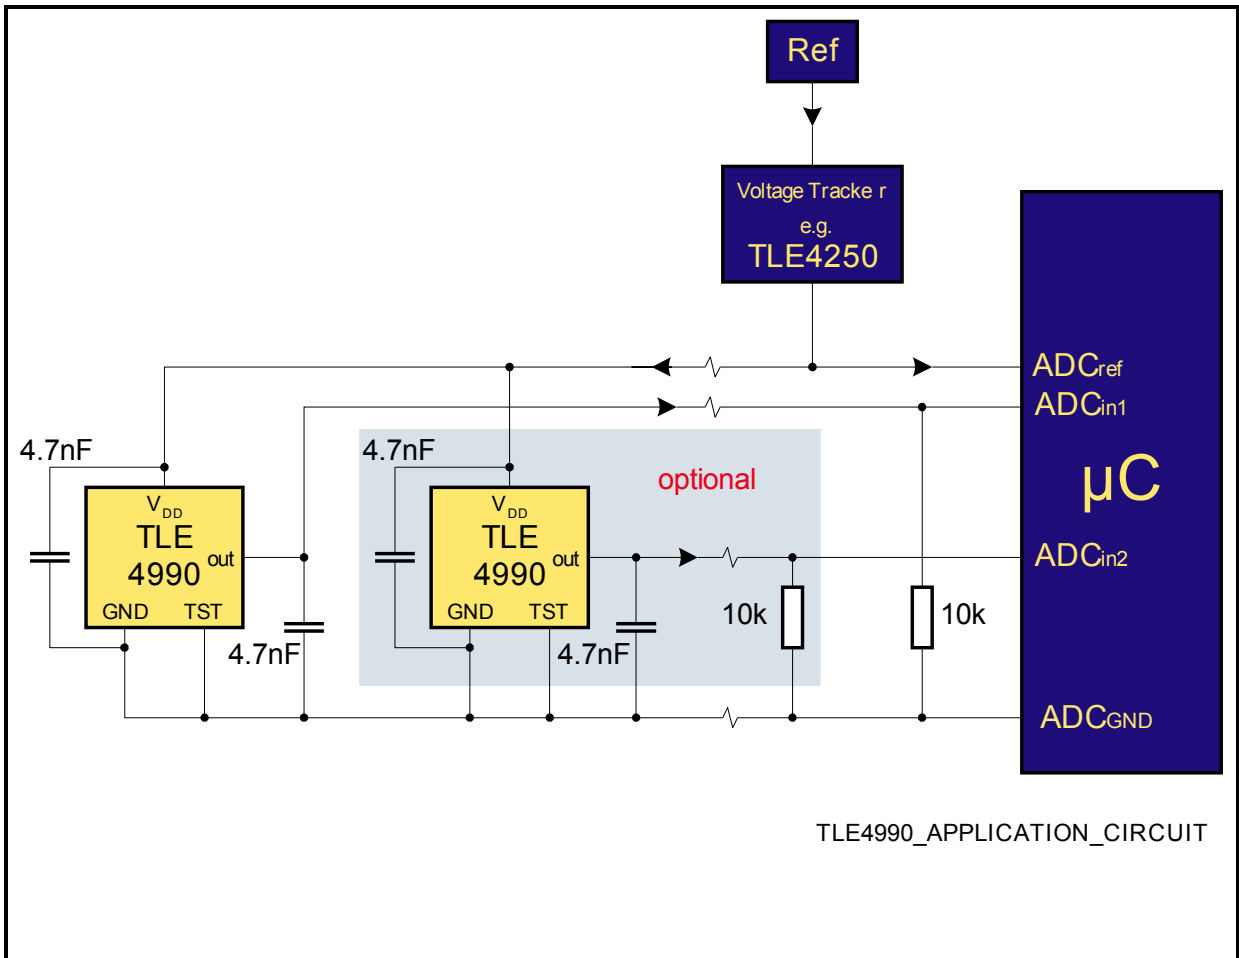 Ref
Voltage Tracke r
e.g.
TLE4250
ADCref
ADCin1
4.7nF
4.7nF
optional
µC
VDD
TLE
4990
out
GND TST
VDD
TLE
4990
out
GND TST
ADCin2
10k
10k
4.7nF
4.7nF
ADCGND
TLE4990_APPLICATION_CIRCUIT